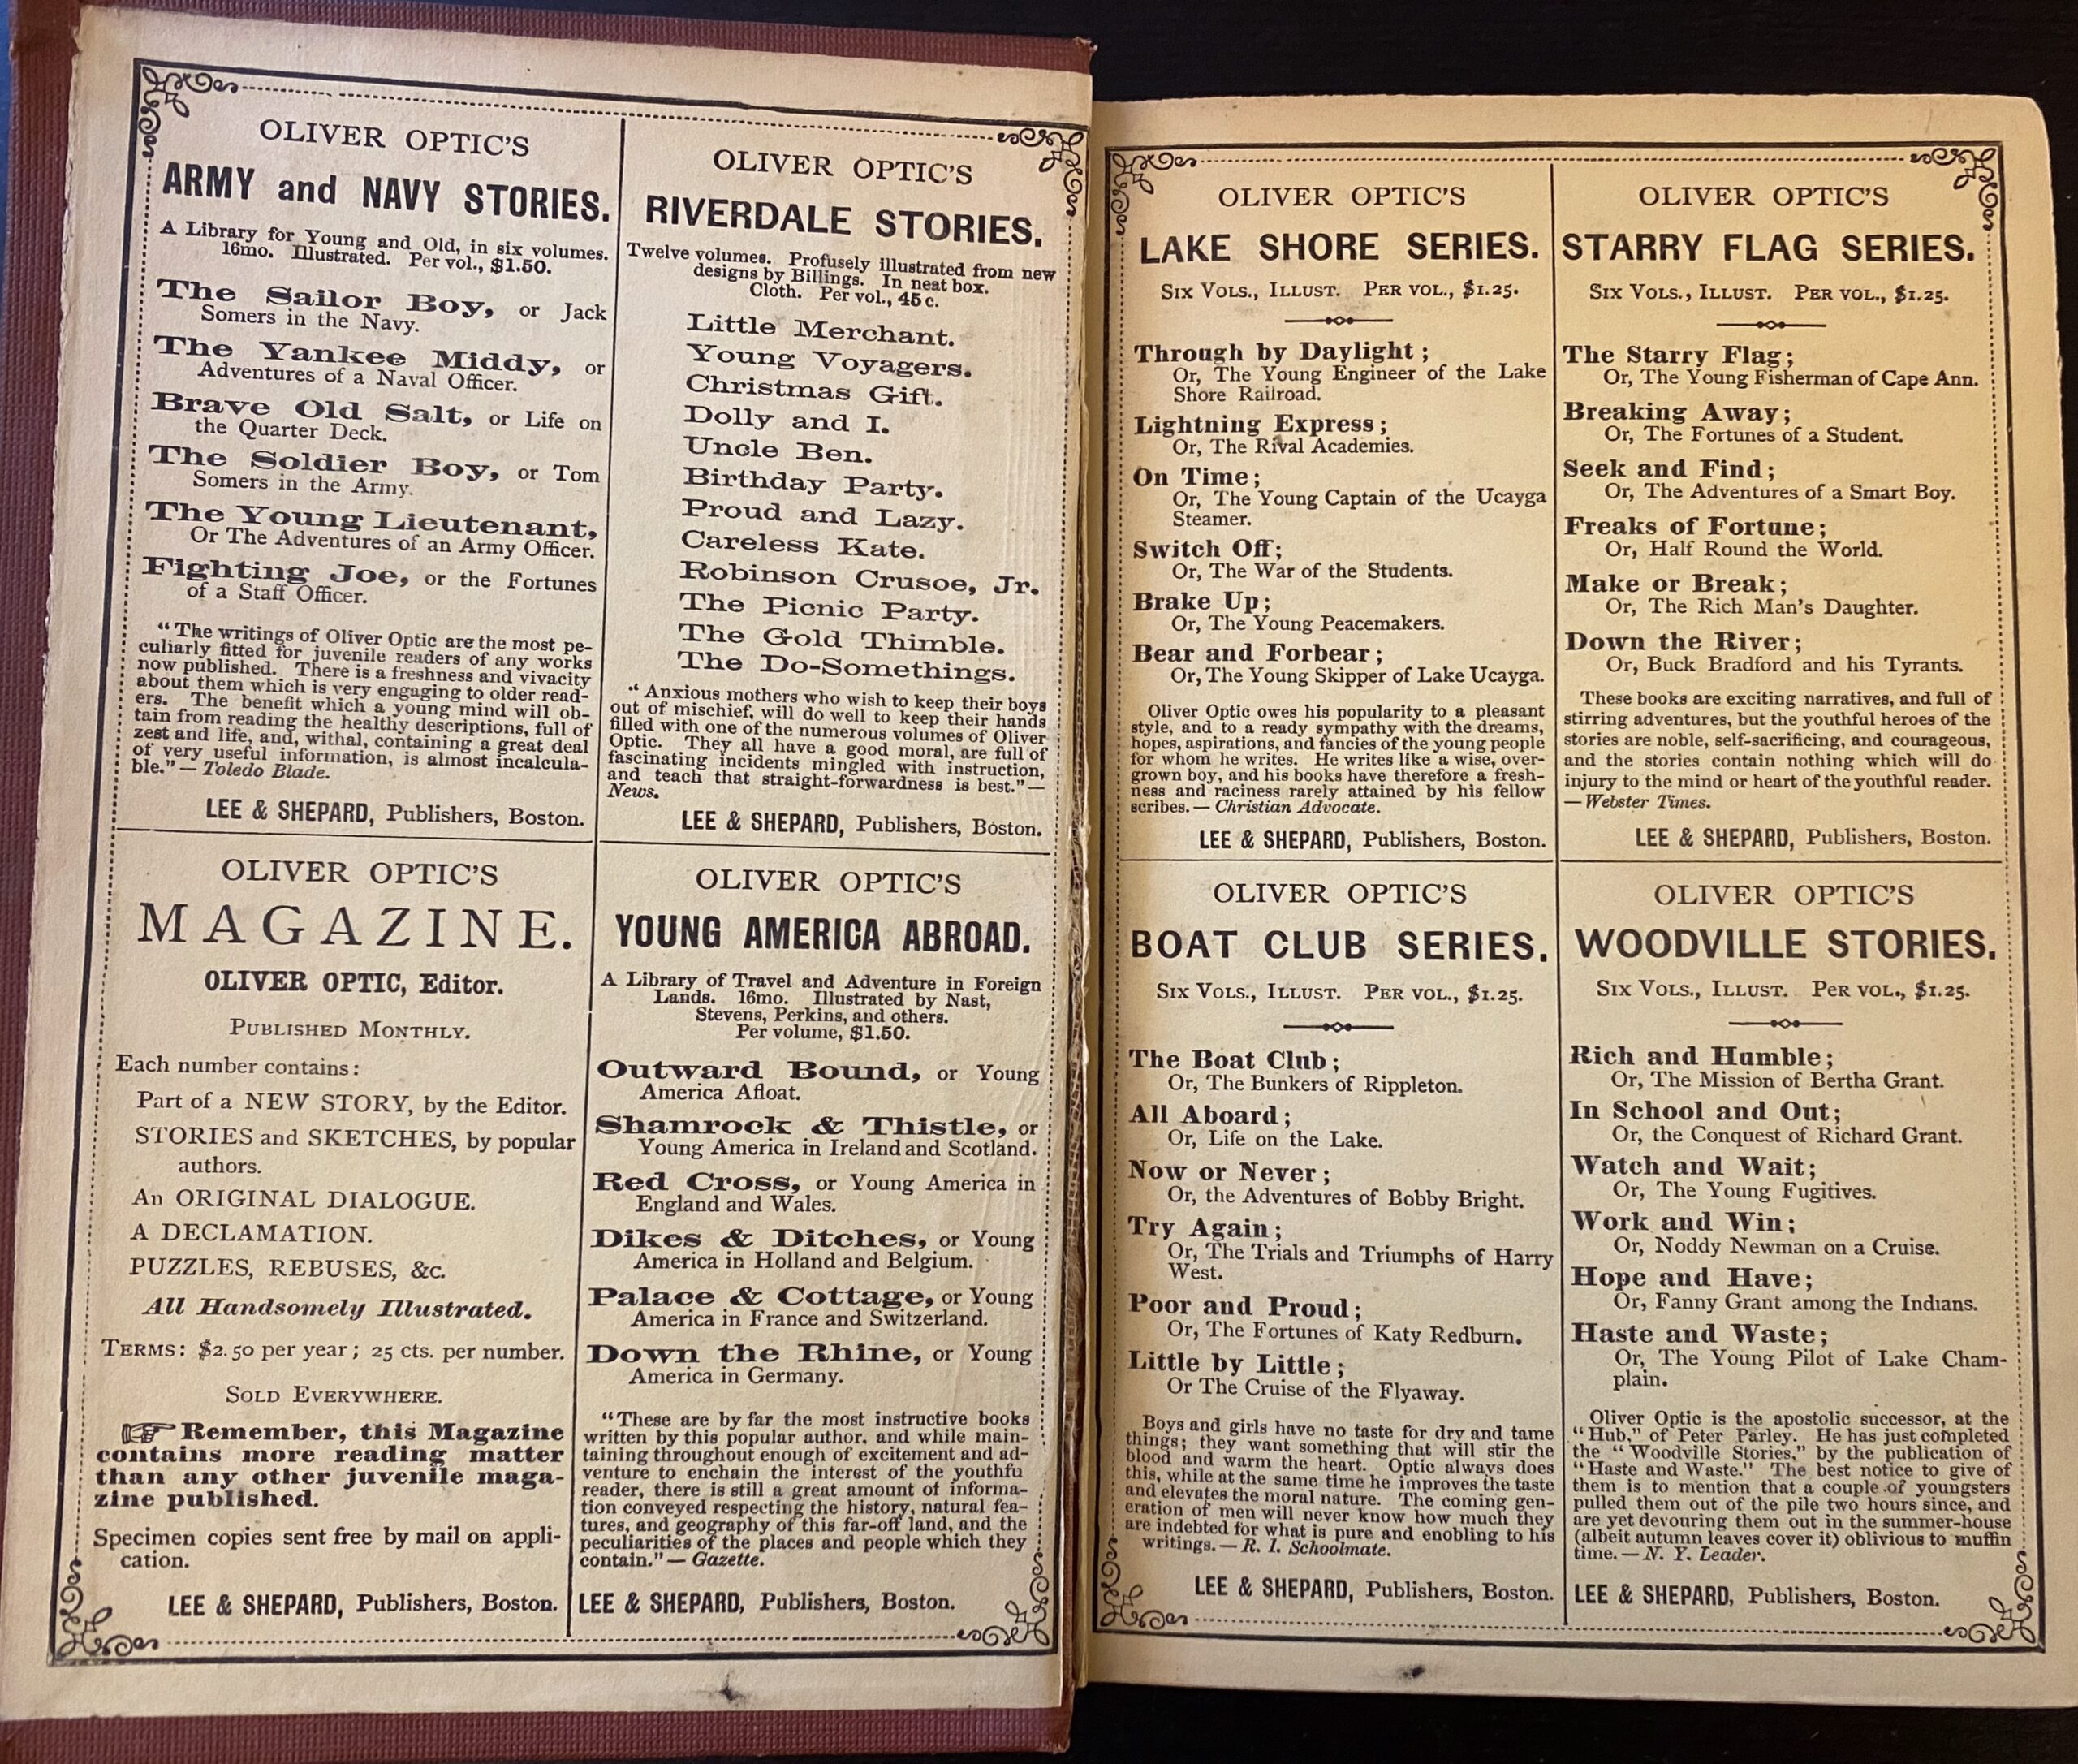 OLIVER OPTIC'S
ARMY and NAVY STORIES.
A Library for Young and Old, in six volumes.
16mo. Illustrated. Per vol., $1.50.
The Sailor Boy, or Jack
Somers in the Navy.
The Yankee Middy, or
Adventures of a Naval Officer.
Brave Old Salt, or Life on
the Quarter Deck.
The Soldier Boy, or Tom
Somers in the Army.
The Young Lieutenant,
Or The Adventures of an Army Officer.
Fighting Joe, or the Fortunes
of a Staff Officer.
"The writings of Oliver Optic are the most pe-
culiarly fitted for juvenile readers of any works
now published. There is a freshness and vivacity
about them which is very engaging to older read-
ers. The benefit which a young mind will ob-
tain from reading the healthy descriptions, full of
zest and life, and, withal, containing a great deal
of very useful information, is almost incalcula-
ble." — Toledo Blade.
LEE & SHEPARD, Publishers, Boston.
OLIVER OPTIC'S
RIVERDALE STORIES.
Twelve volumes. Profusely illustrated from new
designs by Billings. In neat box.
Cloth. Per vol., 45 c.
Little Merchant.
Young Voyagers.
Christmas Gift.
Dolly and I.
Uncle Ben.
Birthday Party.
Proud and Lazy.
Careless Kate.
Robinson Crusoe, Jr.
The Picnic Party.
The Gold Thimble.
The Do-Somethings.
"Anxious mothers who wish to keep their boys
out of mischief, will do well to keep their hands
filled with one of the numerous volumes of Oliver
Optic. They all have a good moral, are full of
fascinating incidents mingled with instruction,
and teach that straight-forwardness is best."—
News.
LEE & SHEPARD, Publishers, Boston.
OLIVER OPTIC'S
MAGAZINE.
OLIVER OPTIC, Editor.
PUBLISHED MONTHLY.
Each number contains:
Part of a NEW STORY, by the Editor.
STORIES and SKETCHES, by popular
authors.
An ORIGINAL DIALOGUE.
A DECLAMATION.
PUZZLES, REBUSES, &c.
All Handsomely Illustrated.
TERMS: $2.50 per year; 25 cts. per number.
SOLD EVERYWHERE.
☞ Remember, this Magazine
contains more reading matter
than any other juvenile maga-
zine published.
Specimen copies sent free by mail on appli-
cation.
LEE & SHEPARD, Publishers, Boston.
OLIVER OPTIC'S
YOUNG AMERICA ABROAD.
A Library of Travel and Adventure in Foreign
Lands. 16mo. Illustrated by Nast,
Stevens, Perkins, and others.
Per volume, $1.50.
Outward Bound, or Young
America Afloat.
Shamrock & Thistle, or
Young America in Ireland and Scotland.
Red Cross, or Young America in
England and Wales.
Dikes & Ditches, or Young
America in Holland and Belgium.
Palace & Cottage, or Young
America in France and Switzerland.
Down the Rhine, or Young
America in Germany.
"These are by far the most instructive books
written by this popular author, and while main-
taining throughout enough of excitement and ad-
venture to enchain the interest of the youthfu
reader, there is still a great amount of informa-
tion conveyed respecting the history, natural fea-
tures, and geography of this far-off land, and the
peculiarities of the places and people which they
contain."— Gazette.
LEE & SHEPARD, Publishers, Boston.
OLIVER OPTIC'S
LAKE SHORE SERIES.
SIX VOLS., ILLUST. PER VOL., $1.25.
Through by Daylight;
Or, The Young Engineer of the Lake
Shore Railroad.
Lightning Express;
Or, The Rival Academies.
On Time;
Or, The Young Captain of the Ucayga
Steamer.
Switch Off;
Or, The War of the Students.
Brake Up;
Or, The Young Peacemakers.
Bear and Forbear;
Or, The Young Skipper of Lake Ucayga.
Oliver Optic owes his popularity to a pleasant
style, and to a ready sympathy with the dreams,
hopes, aspirations, and fancies of the young people
for whom he writes. He writes like a wise, over-
grown boy, and his books have therefore a fresh-
ness and raciness rarely attained by his fellow
scribes.— Christian Advocate.
LEE & SHEPARD, Publishers, Boston.
OLIVER OPTIC'S
STARRY FLAG SERIES.
SIX VOLS., ILLUST. PER VOL., $1.25.
The Starry Flag;
Or, The Young Fisherman of Cape Ann.
Breaking Away;
Or, The Fortunes of a Student.
Seek and Find;
Or, The Adventures of a Smart Boy.
Freaks of Fortune;
Or, Half Round the World.
Make or Break;
Or, The Rich Man's Daughter.
Down the River;
Or, Buck Bradford and his Tyrants.
These books are exciting narratives, and full of
stirring adventures, but the youthful heroes of the
stories are noble, self-sacrificing, and courageous,
and the stories contain nothing which will do
injury to the mind or heart of the youthful reader.
— Webster Times.
LEE & SHEPARD, Publishers, Boston.
OLIVER OPTIC'S
BOAT CLUB SERIES.
SIX VOLS., ILLUST. PER VOL., $1.25.
The Boat Club;
Or, The Bunkers of Rippleton.
All Aboard;
Or, Life on the Lake.
Now or Never;
Or, the Adventures of Bobby Bright.
Try Again;
Or, The Trials and Triumphs of Harry
West.
Poor and Proud;
Or, The Fortunes of Katy Redburn.
Little by Little;
Or The Cruise of the Flyaway.
Boys and girls have no taste for dry and tame
things; they want something that will stir the
blood and warm the heart. Optic always does
this, while at the same time he improves the taste
and elevates the moral nature. The coming gen-
eration of men will never know how much they
are indebted for what is pure and enobling to his
writings.— R. I. Schoolmate.
LEE & SHEPARD, Publishers, Boston.
OLIVER OPTIC'S
WOODVILLE STORIES.
SIX VOLS., ILLUST. PER VOL., $1.25.
Rich and Humble;
Or, The Mission of Bertha Grant.
In School and Out;
Or, the Conquest of Richard Grant.
Watch and Wait;
Or, The Young Fugitives.
Work and Win;
Or, Noddy Newman on a Cruise.
Hope and Have;
Or, Fanny Grant among the Indians.
Haste and Waste;
Or, The Young Pilot of Lake Cham-
plain.
Oliver Optic is the apostolic successor, at the
"Hub," of Peter Parley. He has just completed
the "Woodville Stories," by the publication of
"Haste and Waste." The best notice to give of
them is to mention that a couple of youngsters
pulled them out of the pile two hours since, and
are yet devouring them out in the summer-house
(albeit autumn leaves cover it) oblivious to muffin
time.— N. Y. Leader.
LEE & SHEPARD, Publishers, Boston.